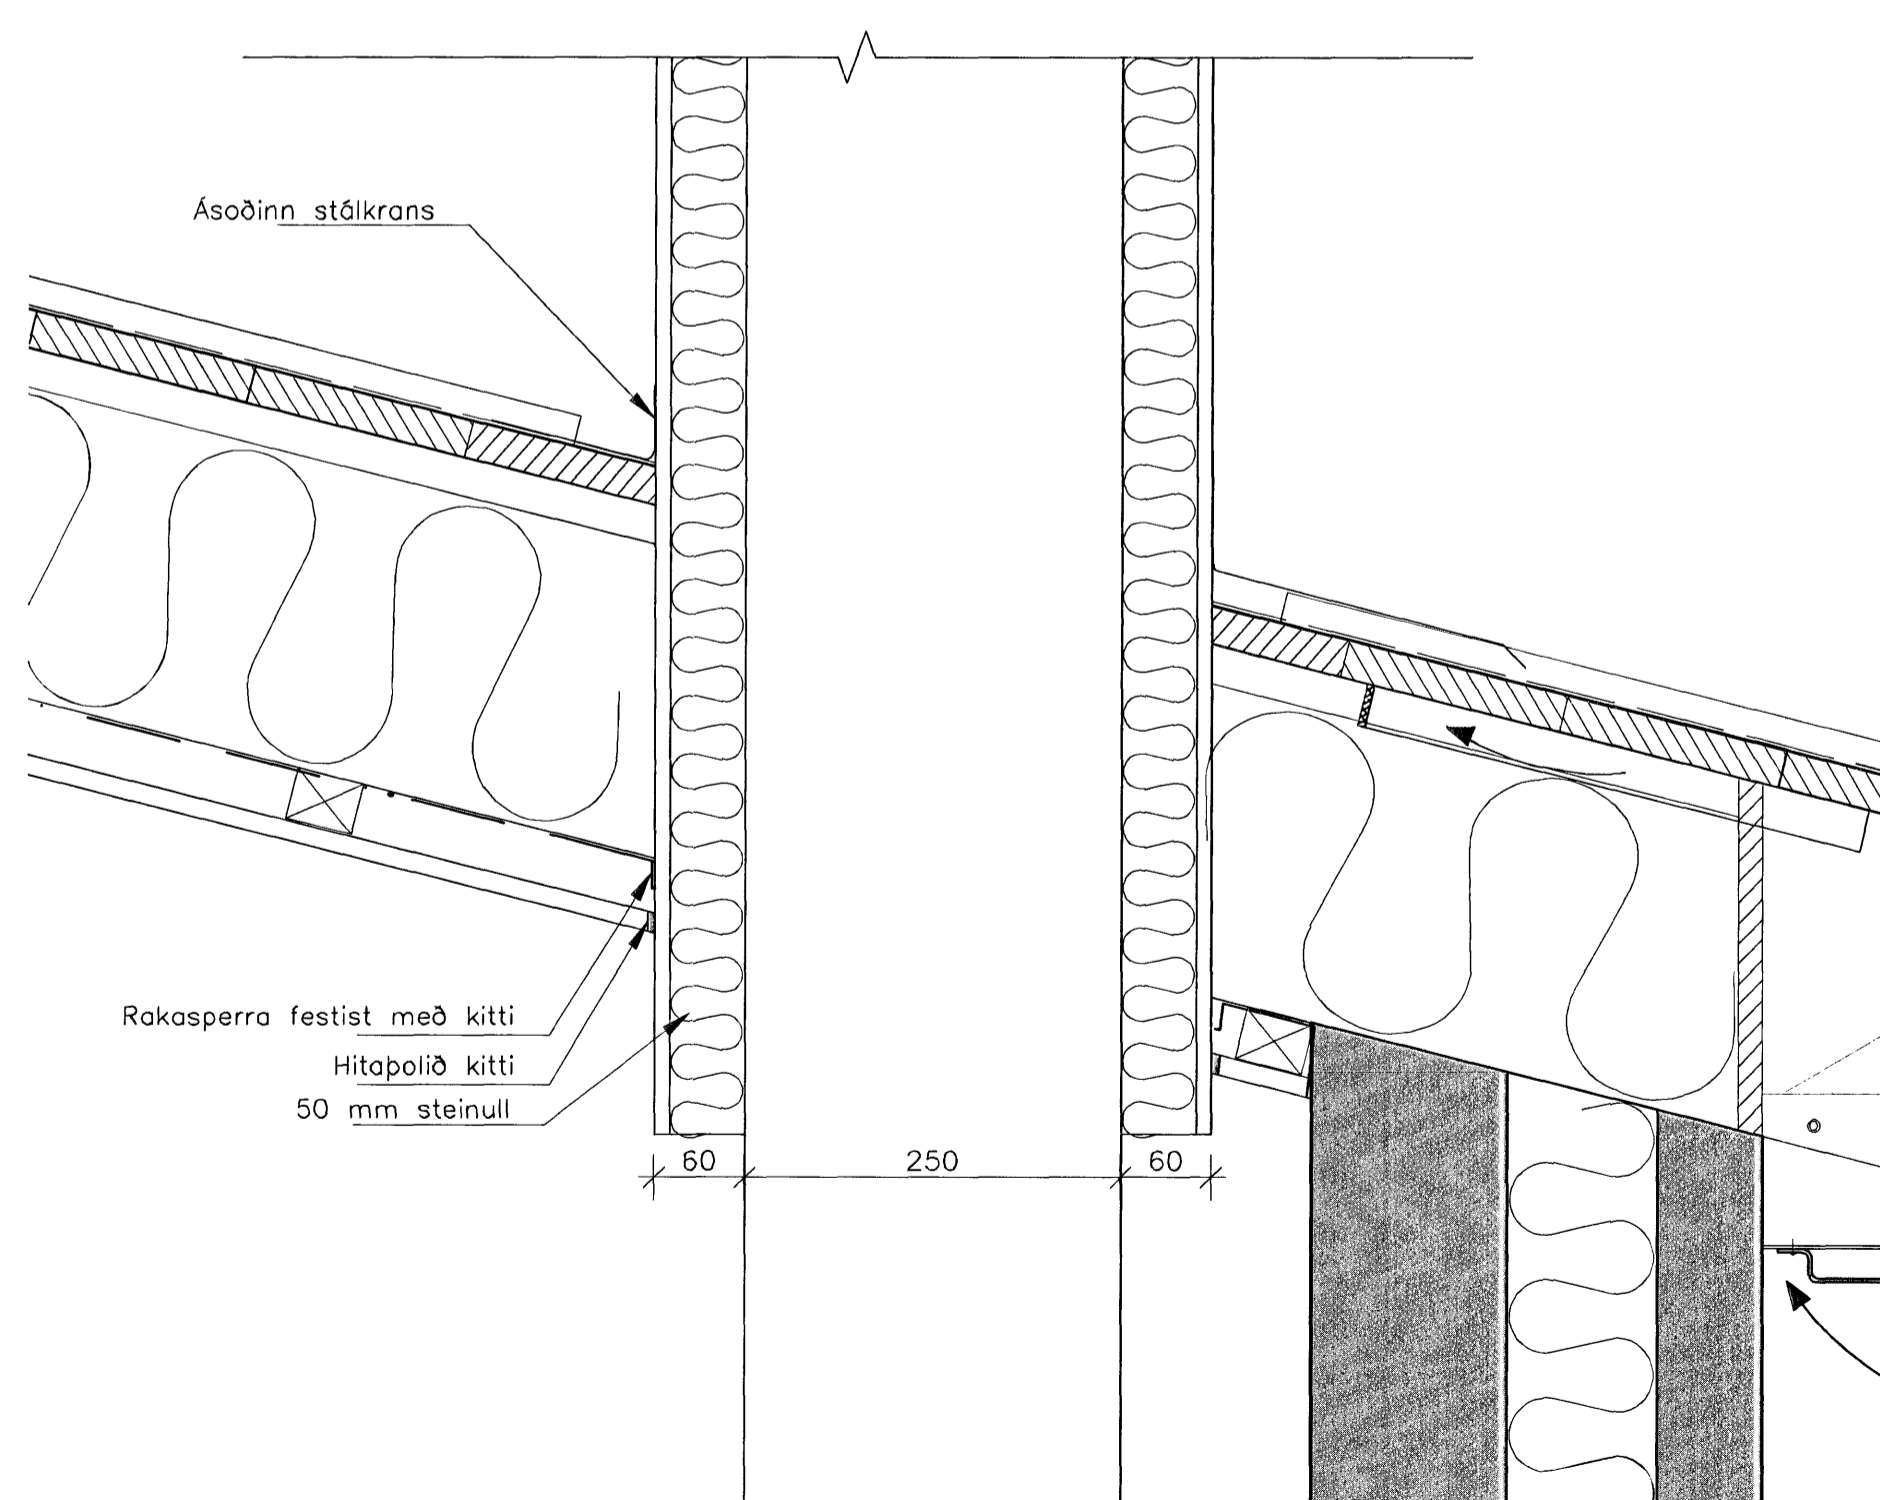 Ásoðinn stálkrans
Rakasperra festist með kitti
Hitaþolið kitti
50 mm steinull
60 250 60